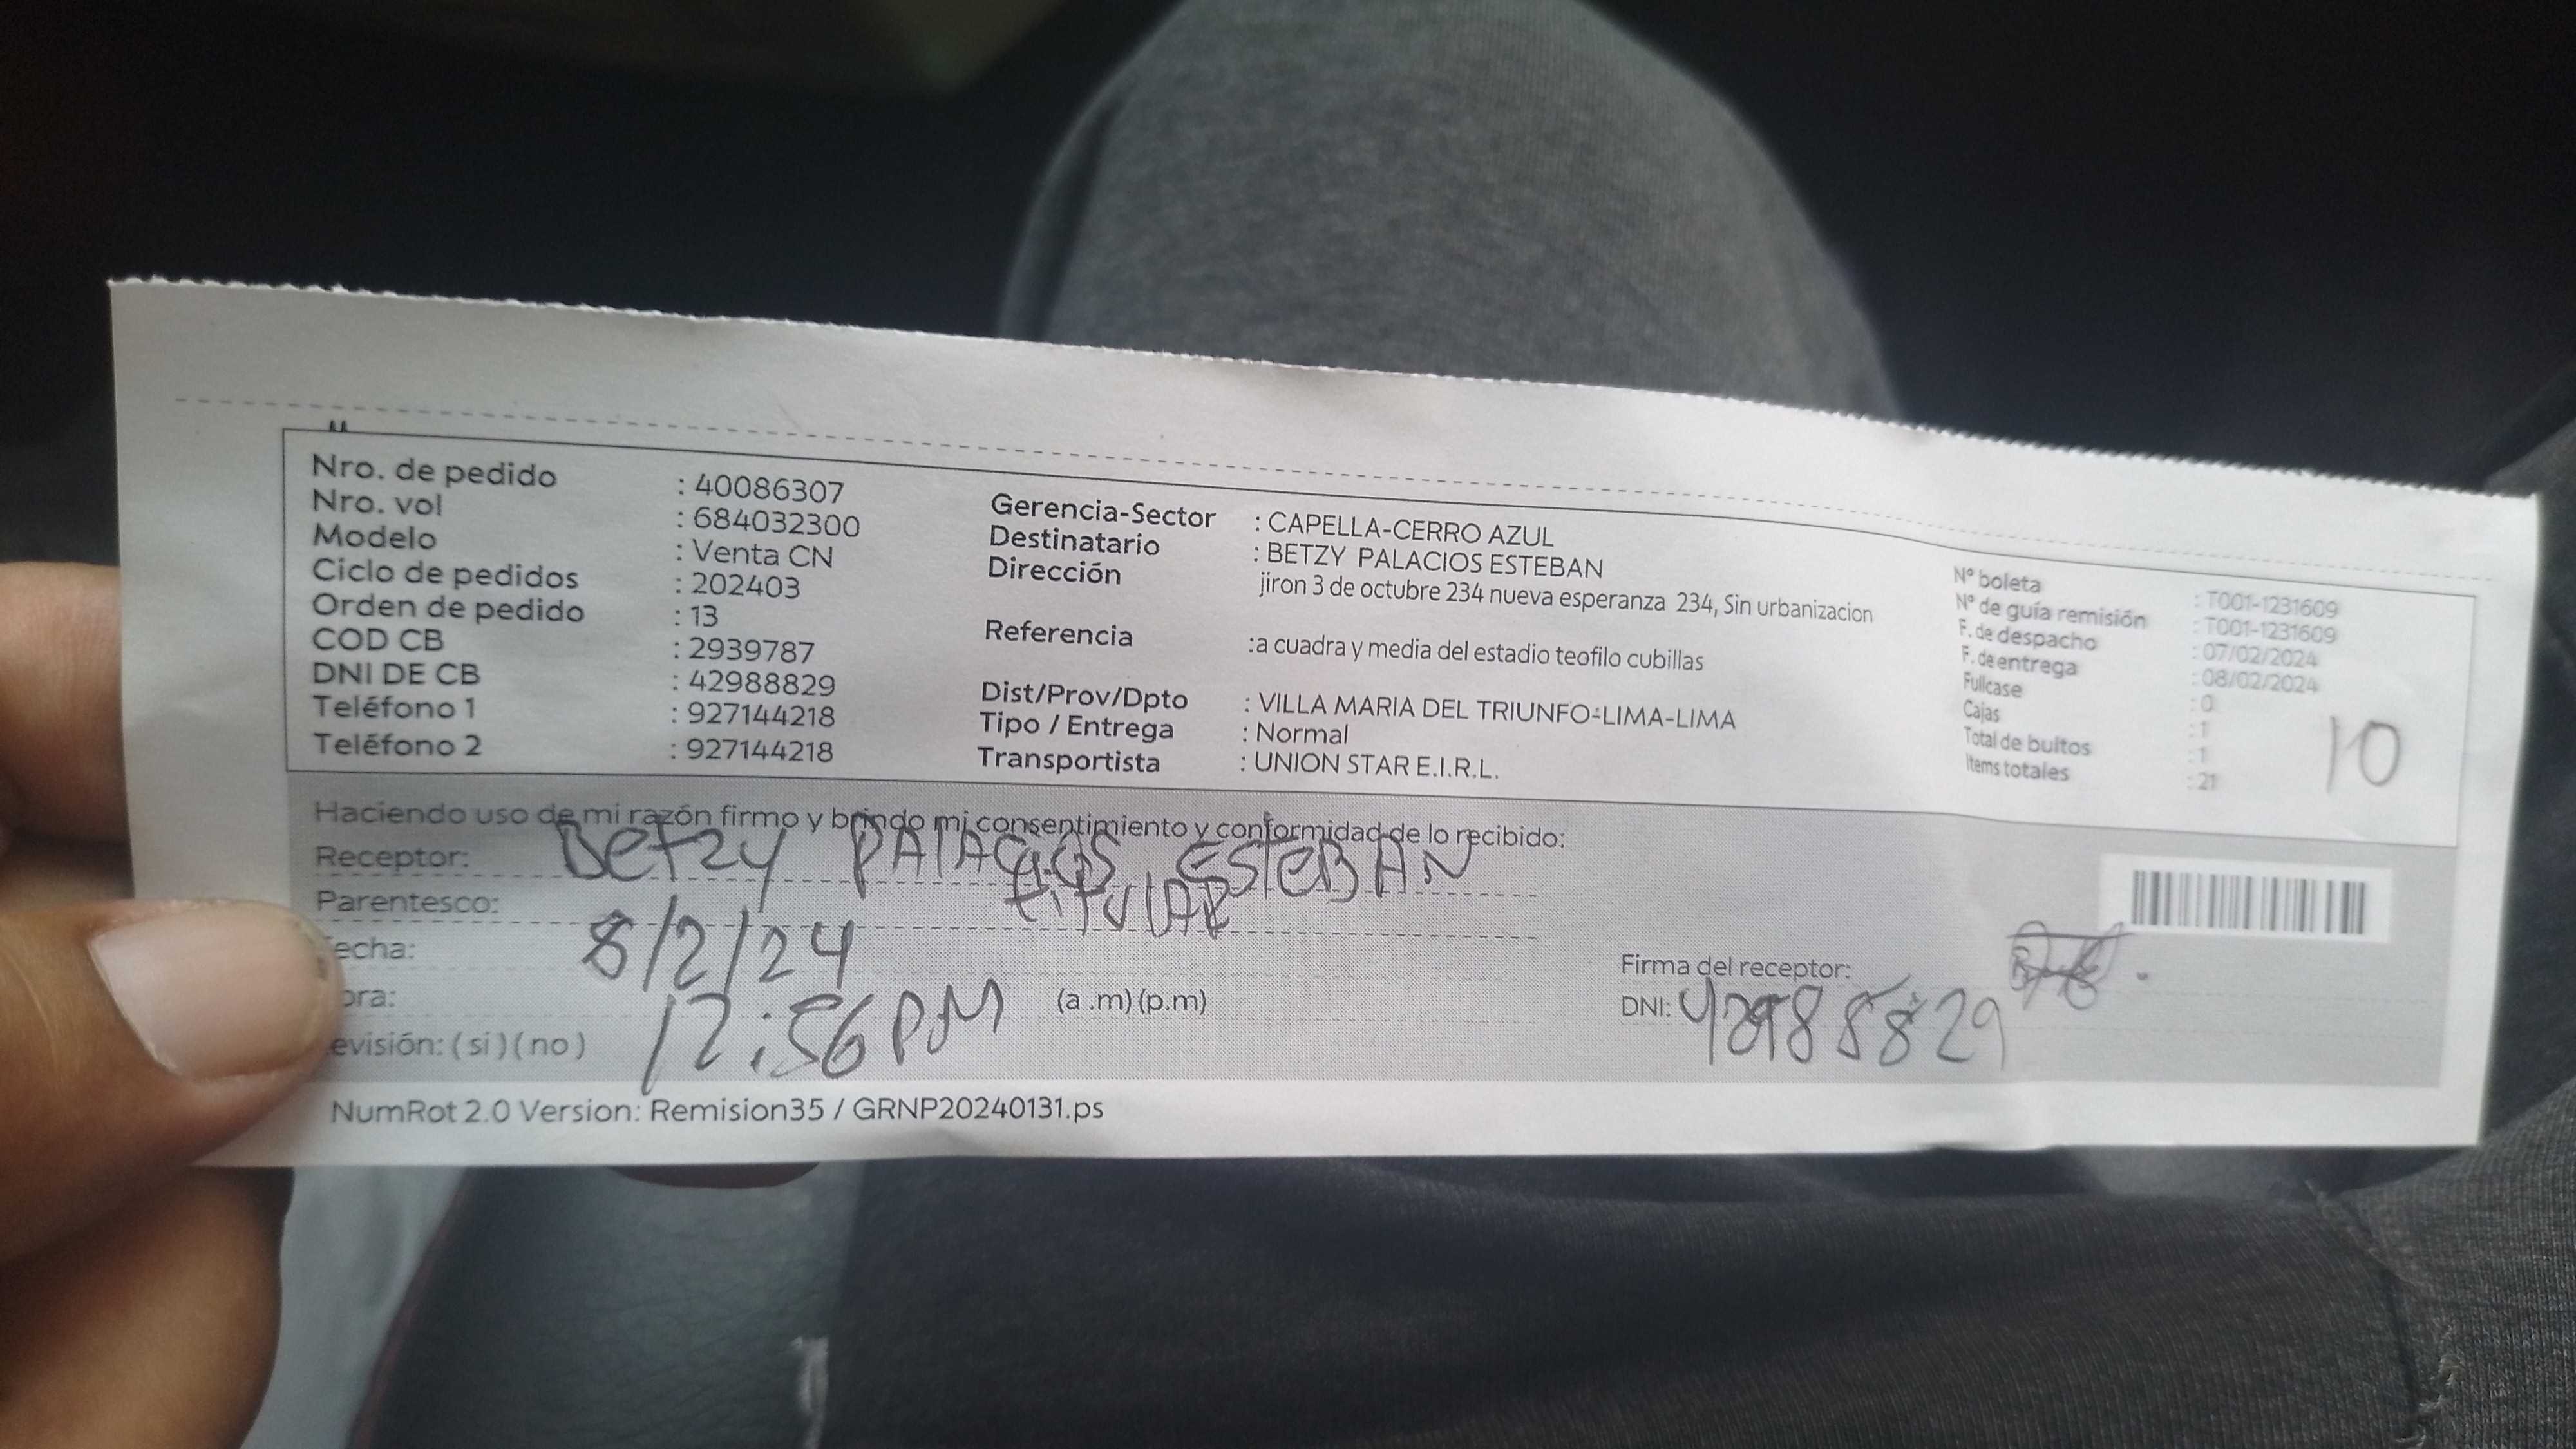 Nro. de pedido : 40086307
Nro. vol : 684032300
Modelo : Venta CN
Ciclo de pedidos : 202403
Orden de pedido : 13
COD CB : 2939787
DNI DE CB : 42988829
Teléfono 1 : 927144218
Teléfono 2 : 927144218
Gerencia-Sector : CAPELLA-CERRO AZUL
Destinatario : BETZY PALACIOS ESTEBAN
Dirección jiron 3 de octubre 234 nueva esperanza 234, Sin urbanizacion
Referencia :a cuadra y media del estadio teofilo cubillas
Dist/Prov/Dpto : VILLA MARIA DEL TRIUNFO-LIMA-LIMA
Tipo / Entrega : Normal
Transportista : UNION STAR E.I.R.L.
N° boleta : T001-1231609
N° de guía remisión : T001-1231609
F. de despacho : 07/02/2024
F. de entrega : 08/02/2024
Fullcase : 0
Cajas : 1
Total de bultos : 1
Items totales : 21
10
Haciendo uso de mi razón firmo y brindo mi consentimiento y conformidad de lo recibido:
Receptor: Betzy PALACIOS ESTEBAN
Parentesco: titular
echa: 8/2/24
ora: 12:56 PM (a .m) (p.m)
evisión: ( si ) ( no )
Firma del receptor:
DNI: 42988829
NumRot 2.0 Version: Remision35 / GRNP20240131.ps